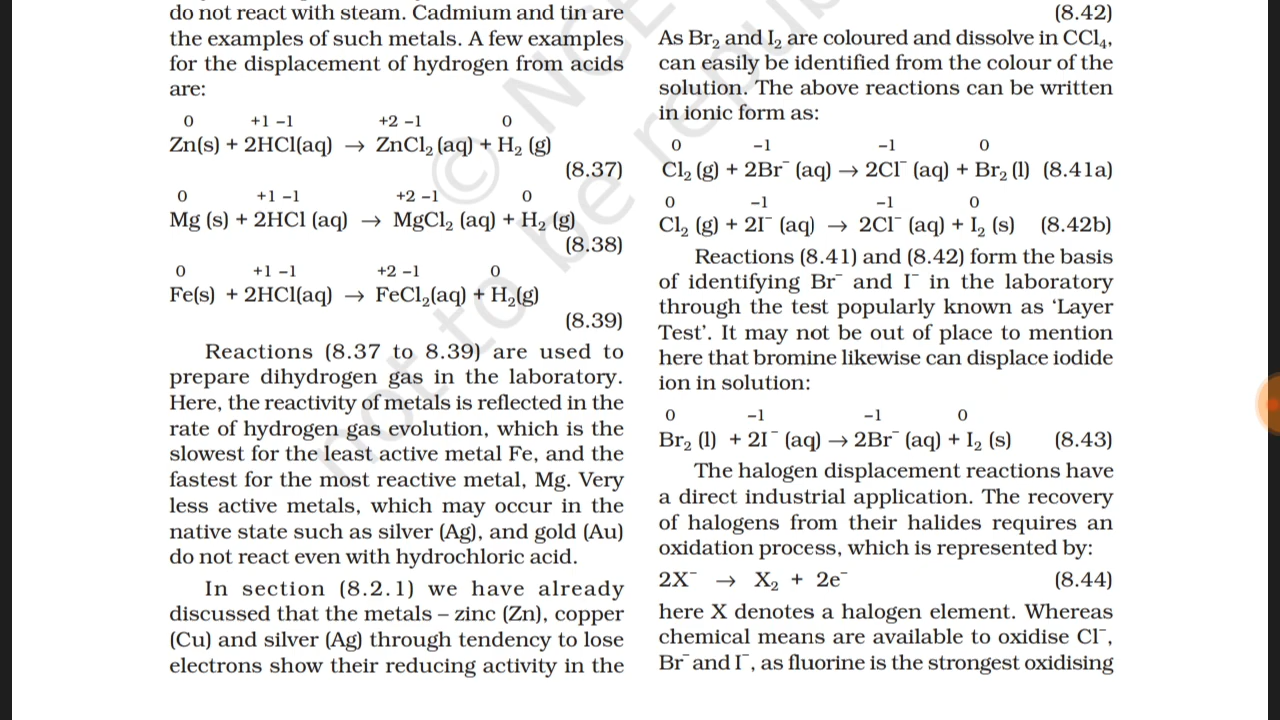 do not react with steam. Cadmium and tin are
the examples of such metals. A few examples
for the displacement of hydrogen from acids
are:
0 +1 –1 +2 –1 0
Zn(s) + 2HCl(aq) → ZnCl₂ (aq) + H₂ (g)
(8.37)
0 +1 –1 +2 –1 0
Mg (s) + 2HCl (aq) → MgCl₂ (aq) + H₂ (g)
(8.38)
0 +1 –1 +2 –1 0
Fe(s) + 2HCl(aq) → FeCl₂(aq) + H₂(g)
(8.39)
Reactions (8.37 to 8.39) are used to
prepare dihydrogen gas in the laboratory.
Here, the reactivity of metals is reflected in the
rate of hydrogen gas evolution, which is the
slowest for the least active metal Fe, and the
fastest for the most reactive metal, Mg. Very
less active metals, which may occur in the
native state such as silver (Ag), and gold (Au)
do not react even with hydrochloric acid.
In section (8.2.1) we have already
discussed that the metals – zinc (Zn), copper
(Cu) and silver (Ag) through tendency to lose
electrons show their reducing activity in the
(8.42)
As Br₂ and I₂ are coloured and dissolve in CCl₄,
can easily be identified from the colour of the
solution. The above reactions can be written
in ionic form as:
0 –1 –1 0
Cl₂ (g) + 2Br⁻ (aq) → 2Cl⁻ (aq) + Br₂ (l) (8.41a)
0 –1 –1 0
Cl₂ (g) + 2I⁻ (aq) → 2Cl⁻ (aq) + I₂ (s) (8.42b)
Reactions (8.41) and (8.42) form the basis
of identifying Br⁻ and I⁻ in the laboratory
through the test popularly known as ‘Layer
Test’. It may not be out of place to mention
here that bromine likewise can displace iodide
ion in solution:
0 –1 –1 0
Br₂ (l) + 2I⁻ (aq) → 2Br⁻ (aq) + I₂ (s) (8.43)
The halogen displacement reactions have
a direct industrial application. The recovery
of halogens from their halides requires an
oxidation process, which is represented by:
2X⁻ → X₂ + 2e⁻ (8.44)
here X denotes a halogen element. Whereas
chemical means are available to oxidise Cl⁻,
Br⁻ and I⁻, as fluorine is the strongest oxidising
© NCE
not to be repub